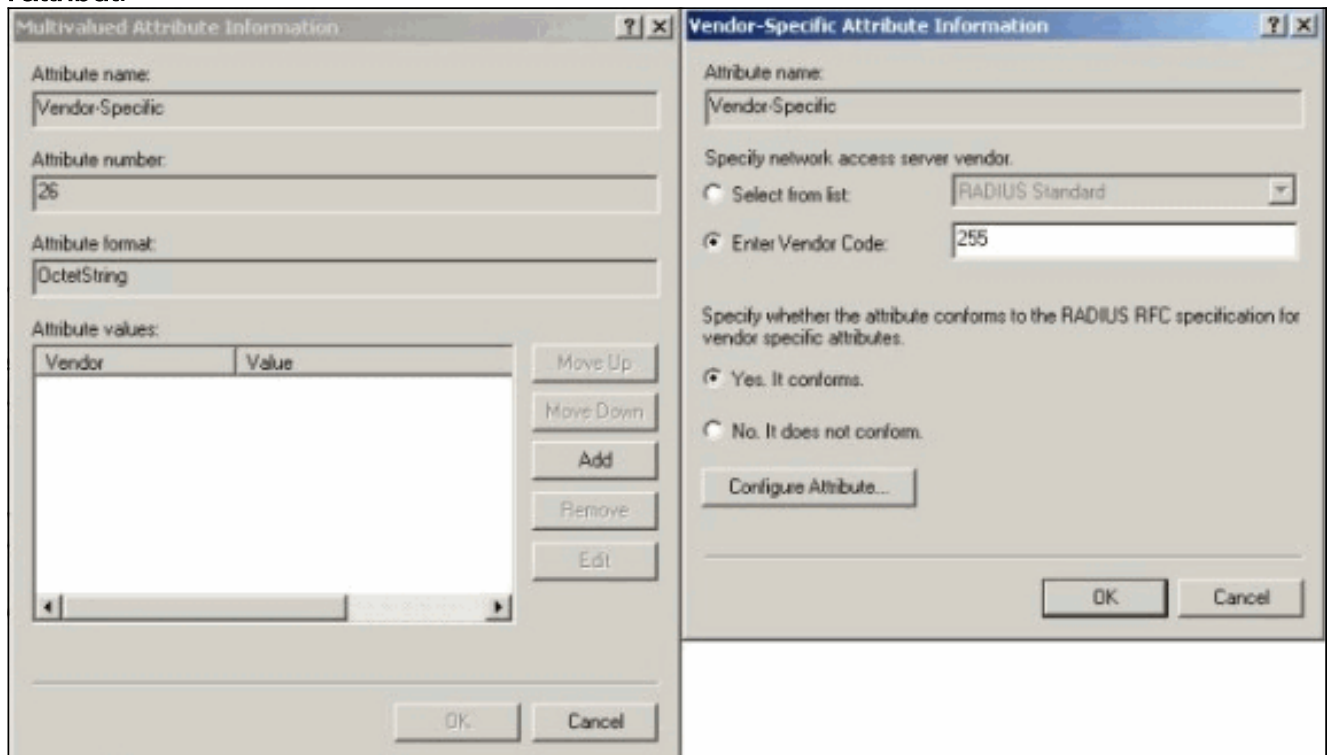 Multivalued Attribute Information
Attribute name:
Vendor-Specific
Attribute number:
26
Attribute format:
OctetString
Attribute values:
Vendor Value
Move Up
Move Down
Add
Remove
Edit
OK Cancel
Vendor-Specific Attribute Information
Attribute name:
Vendor-Specific
Specify network access server vendor.
Select from list: RADIUS Standard
Enter Vendor Code: 255
Specify whether the attribute conforms to the RADIUS RFC specification for
vendor specific attributes.
Yes. It conforms.
No. It does not conform.
Configure Attribute...
OK Cancel